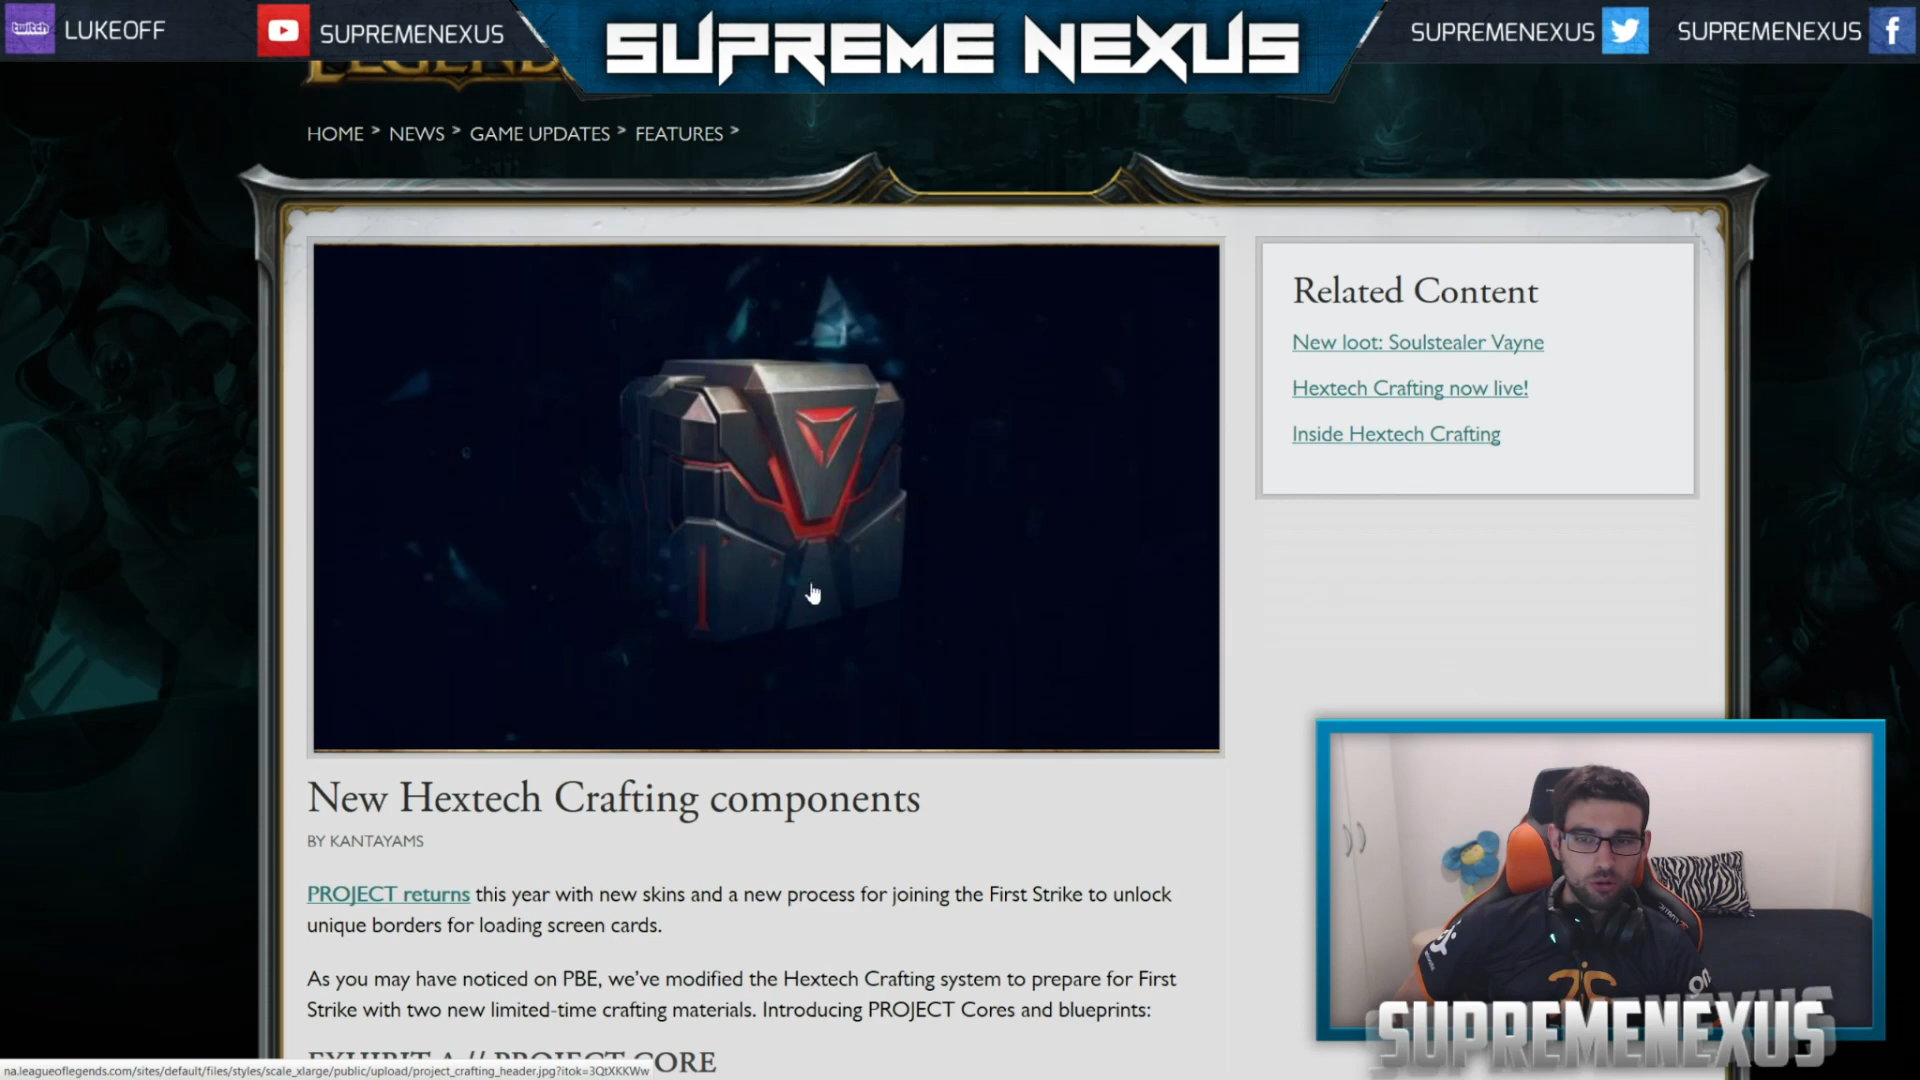 twitch LUKEOFF SUPREMENEXUS SUPREME NEXUS SUPREMENEXUS SUPREMENEXUS
LEGENDS
HOME > NEWS > GAME UPDATES > FEATURES >
Related Content
New loot: Soulstealer Vayne
Hextech Crafting now live!
Inside Hextech Crafting
New Hextech Crafting components
BY KANTAYAMS
PROJECT returns this year with new skins and a new process for joining the First Strike to unlock
unique borders for loading screen cards.
As you may have noticed on PBE, we’ve modified the Hextech Crafting system to prepare for First
Strike with two new limited-time crafting materials. Introducing PROJECT Cores and blueprints:
EXHIBIT A // PROJECT CORE
na.leagueoflegends.com/sites/default/files/styles/scale_xlarge/public/upload/project_crafting_header.jpg?itok=3QtXKKWw
SUPREMENEXUS